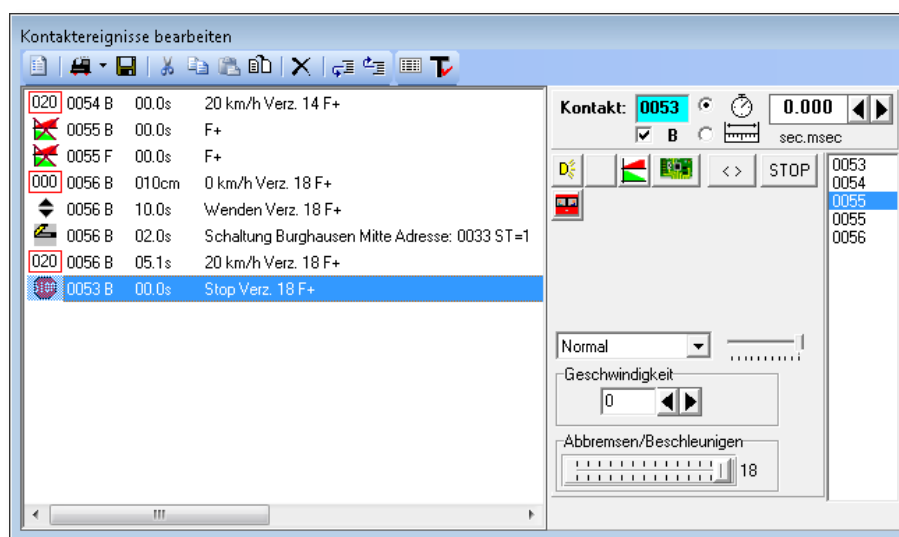 Kontaktereignisse bearbeiten
020 0054 B 00.0s 20 km/h Verz. 14 F+
0055 B 00.0s F+
0055 F 00.0s F+
000 0056 B 010cm 0 km/h Verz. 18 F+
0056 B 10.0s Wenden Verz. 18 F+
0056 B 02.0s Schaltung Burghausen Mitte Adresse: 0033 ST=1
020 0056 B 05.1s 20 km/h Verz. 18 F+
STOP 0053 B 00.0s Stop Verz. 18 F+
Kontakt: 0053 0.000
B sec.msec
D < > STOP
0053
0054
0055
0055
0056
Normal
Geschwindigkeit
0
Abbremsen/Beschleunigen
18